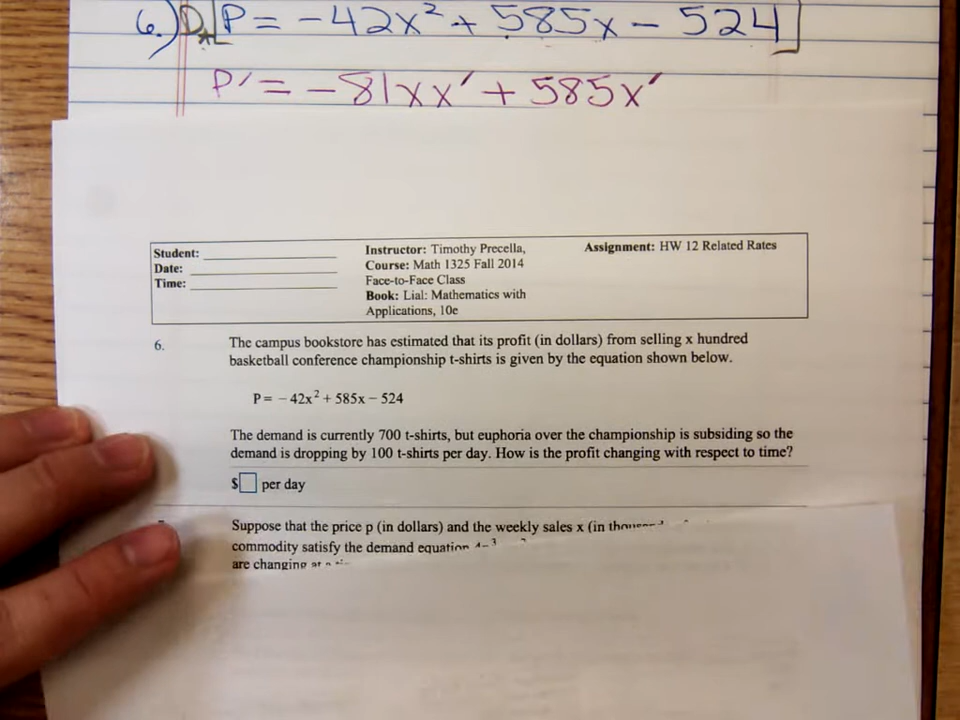 6.) Dₓ[P = -42x² + 585x - 524]
P' = -81xx' + 585x'
Student:
Date:
Time:
Instructor: Timothy Precella,
Course: Math 1325 Fall 2014
Face-to-Face Class
Book: Lial: Mathematics with
Applications, 10e
Assignment: HW 12 Related Rates
6.
The campus bookstore has estimated that its profit (in dollars) from selling x hundred
basketball conference championship t-shirts is given by the equation shown below.
P = − 42x² + 585x − 524
The demand is currently 700 t-shirts, but euphoria over the championship is subsiding so the
demand is dropping by 100 t-shirts per day. How is the profit changing with respect to time?
$ per day
Suppose that the price p (in dollars) and the weekly sales x (in
commodity satisfy the demand equation
are changing